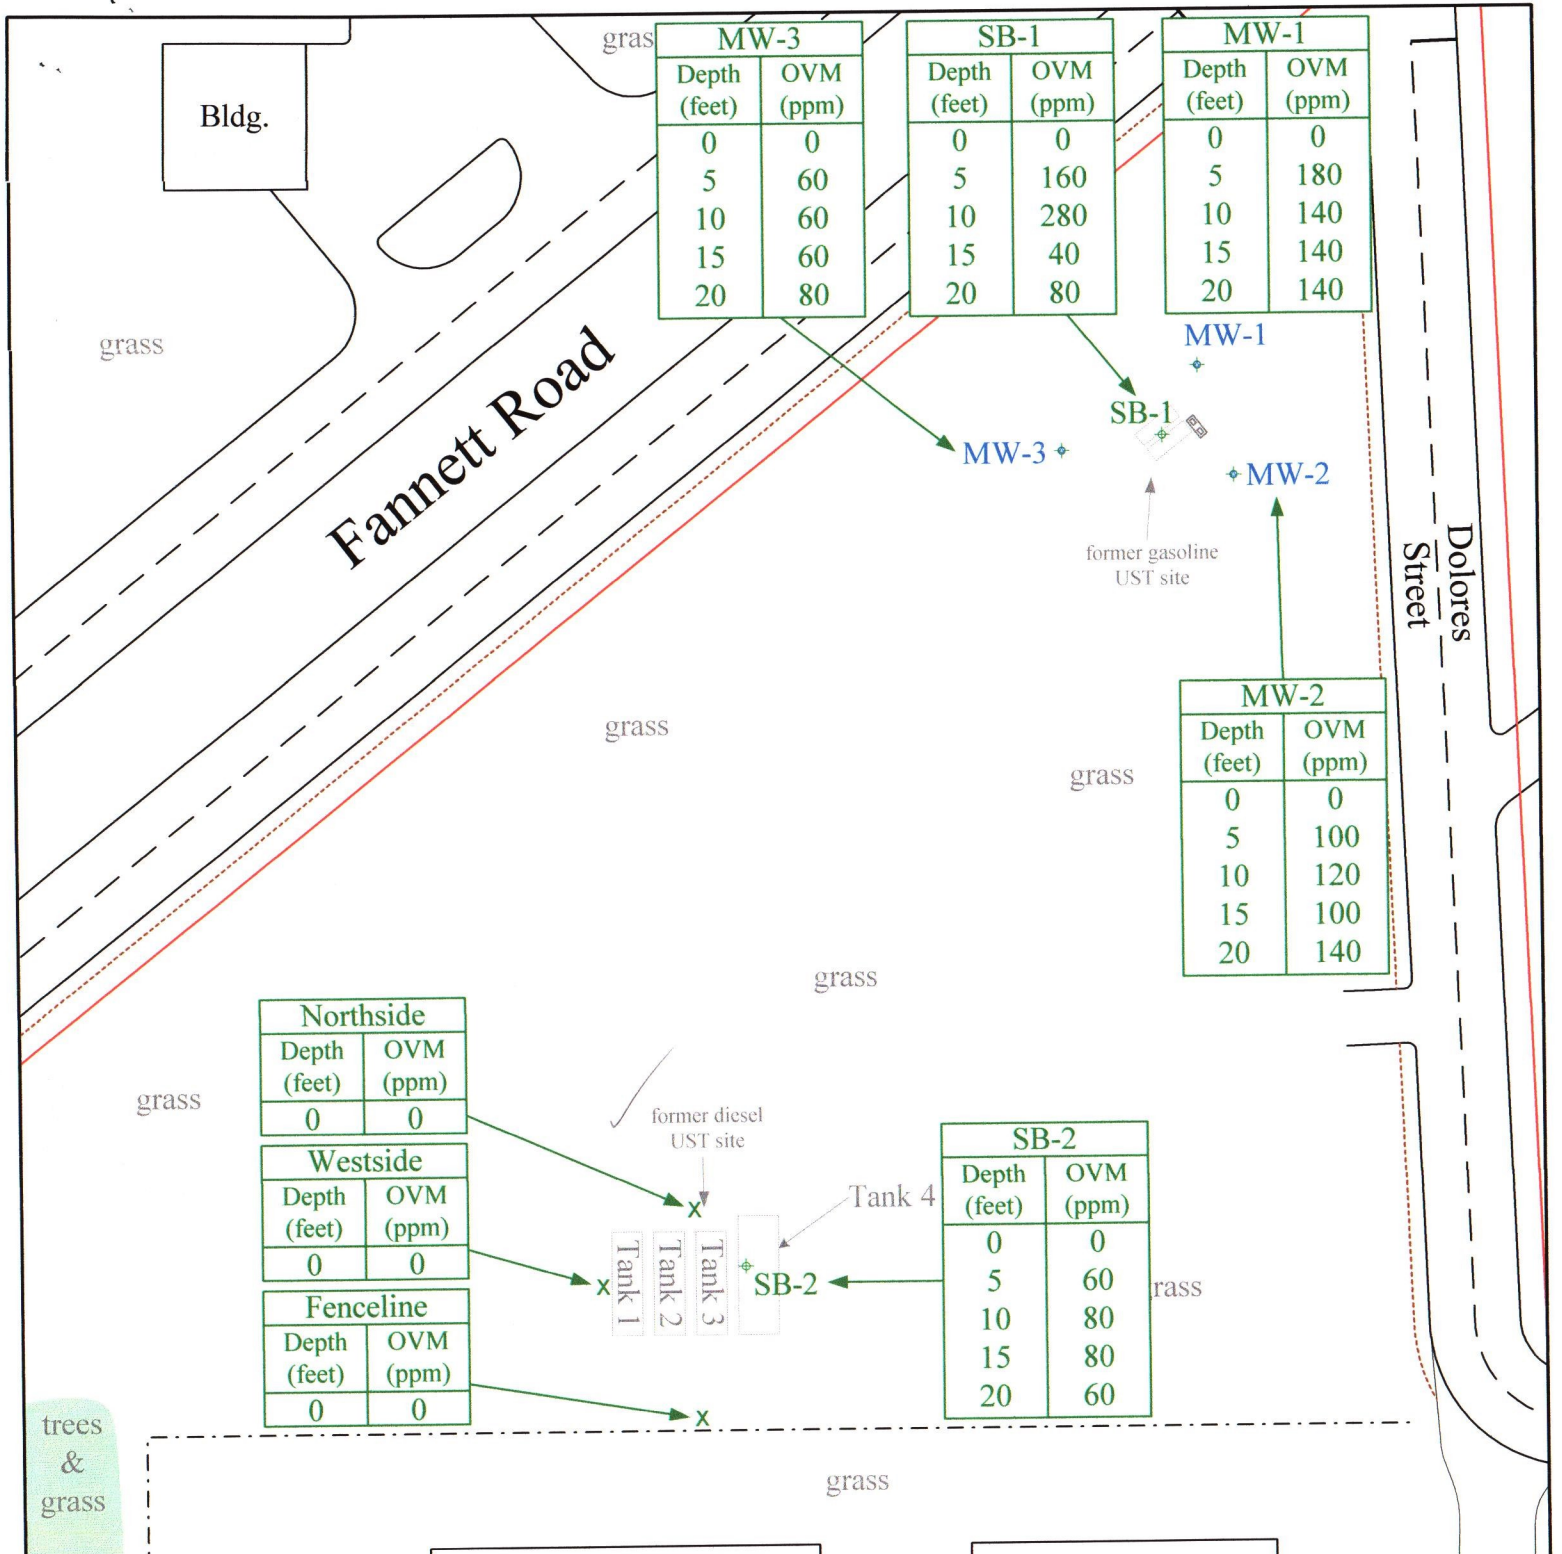 gras
MW-3
Depth (feet) OVM (ppm)
0 0
5 60
10 60
15 60
20 80
SB-1
Depth (feet) OVM (ppm)
0 0
5 160
10 280
15 40
20 80
MW-1
Depth (feet) OVM (ppm)
0 0
5 180
10 140
15 140
20 140
Bldg.
grass
Fannett Road
MW-1
SB-1
MW-3
MW-2
former gasoline
UST site
Dolores
Street
MW-2
Depth (feet) OVM (ppm)
0 0
5 100
10 120
15 100
20 140
grass
grass
grass
grass
Northside
Depth (feet) OVM (ppm)
0 0
Westside
Depth (feet) OVM (ppm)
0 0
Fenceline
Depth (feet) OVM (ppm)
0 0
former diesel
UST site
x
x
x
Tank 1
Tank 2
Tank 3
Tank 4
SB-2
SB-2
Depth (feet) OVM (ppm)
0 0
5 60
10 80
15 80
20 60
rass
trees
&
grass
grass